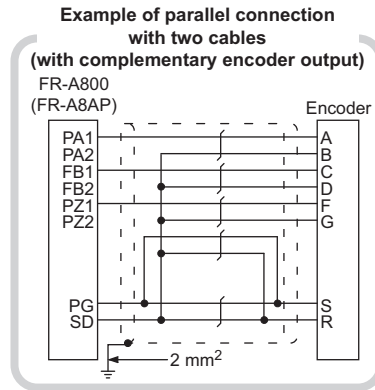 Example of parallel connection
with two cables
(with complementary encoder output)
FR-A800
(FR-A8AP)
Encoder
PA1
A
PA2
B
FB1
C
FB2
D
PZ1
F
PZ2
G
PG
S
SD
R
2 mm²